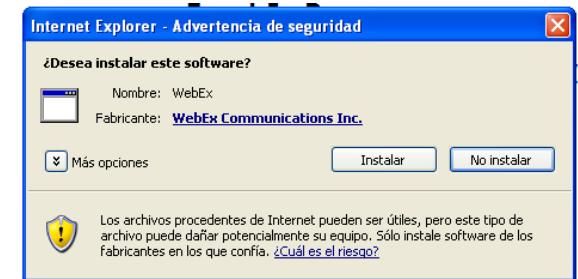 Internet Explorer - Advertencia de seguridad
¿Desea instalar este software?
Nombre: WebEx
Fabricante: WebEx Communications Inc.
Más opciones
Instalar
No instalar
Los archivos procedentes de Internet pueden ser útiles, pero este tipo de
archivo puede dañar potencialmente su equipo. Sólo instale software de los
fabricantes en los que confía. ¿Cuál es el riesgo?